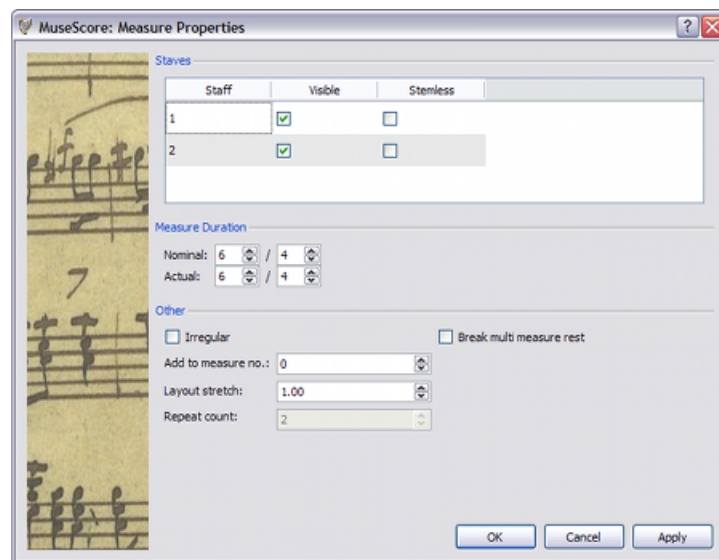 MuseScore: Measure Properties
Staves
Staff Visible Stemless
1
2
Measure Duration
Nominal: 6 / 4
Actual: 6 / 4
Other
Irregular Break multi measure rest
Add to measure no.: 0
Layout stretch: 1.00
Repeat count: 2
OK Cancel Apply
7